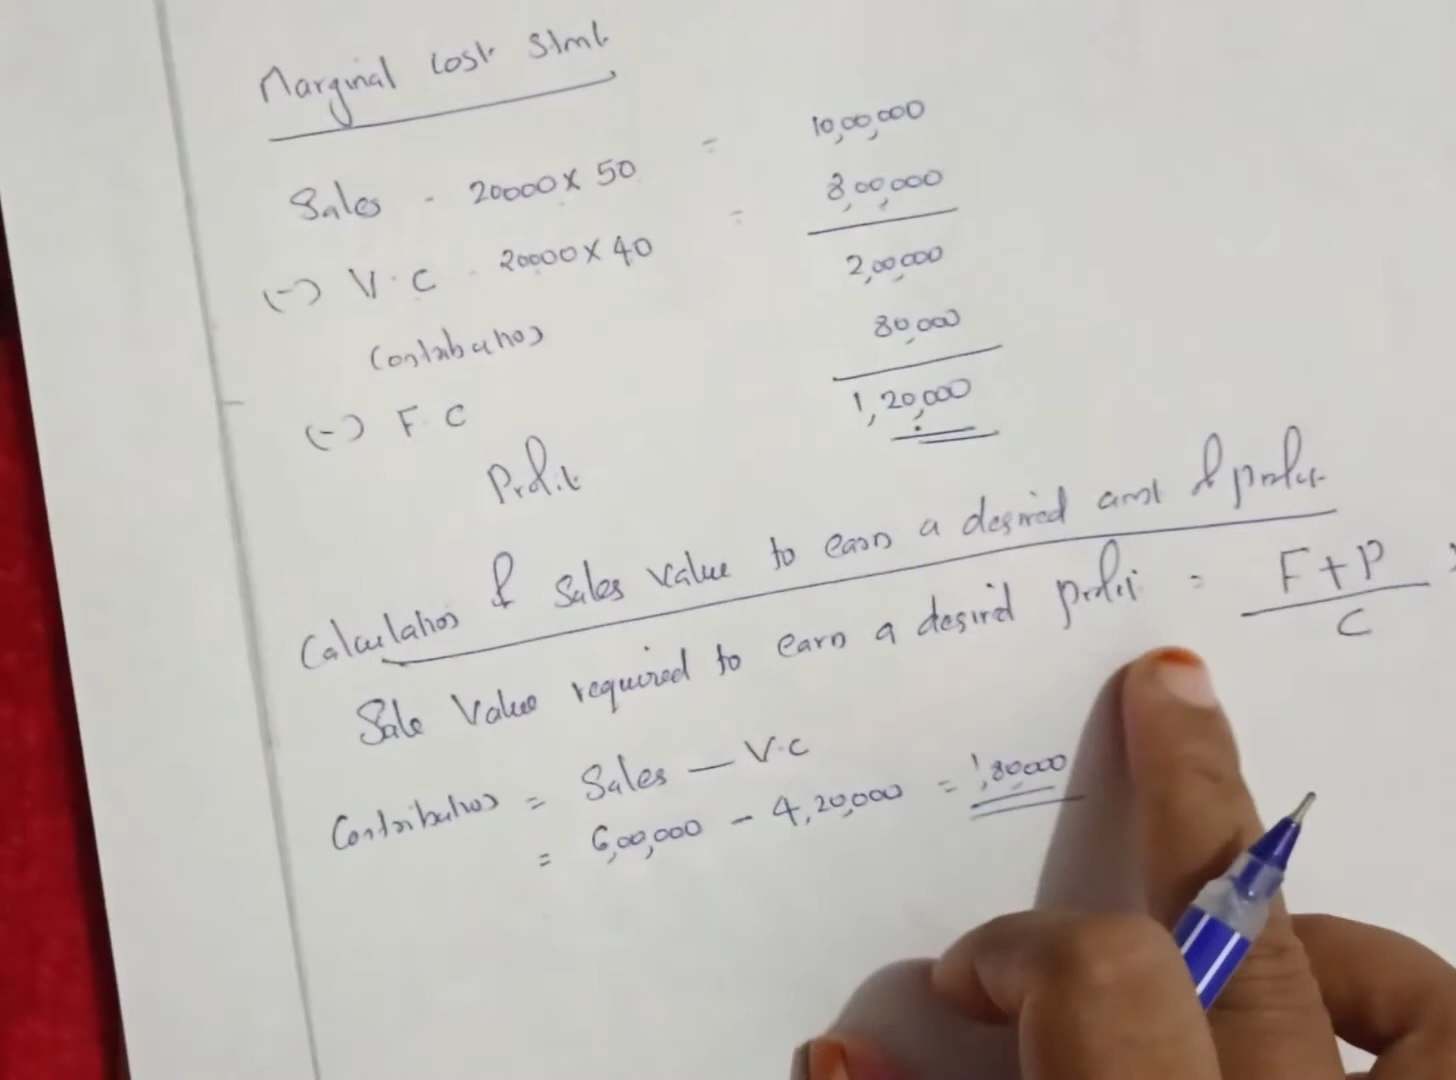 Marginal Cost Stmt
Sales - 20000 X 50 = 10,00,000
(-) V.C - 20000 X 40 = 8,00,000
Contribution 2,00,000
(-) F.C 80,000
Profit 1,20,000
Calculation of Sales Value to earn a desired amt of profit
Sale Value required to earn a desired profit = F+P / C
Contribution = Sales — V.C
= 6,00,000 - 4,20,000 = 1,80,000